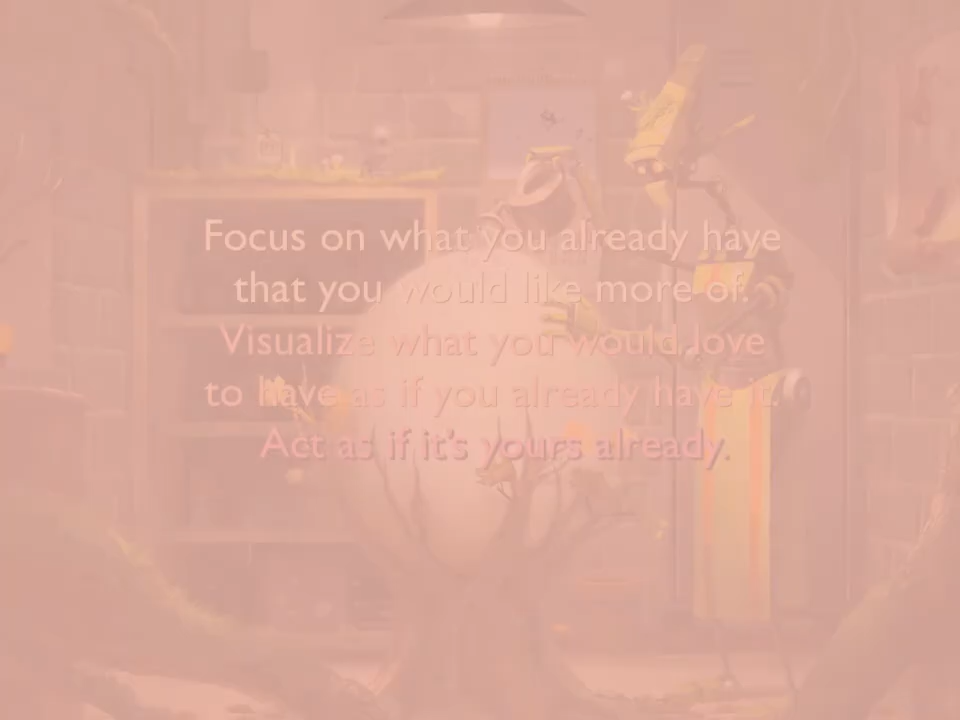 Focus on what you already have
that you would like more of.
Visualize what you would love
to have as if you already have it.
Act as if it's yours already.